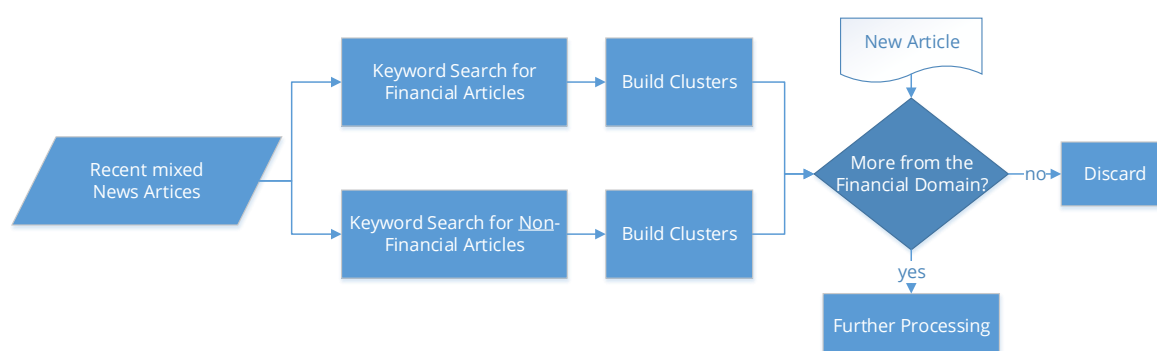 New Article
Keyword Search for
Financial Articles
Build Clusters
Recent mixed
News Artices
More from the
Financial Domain?
no
Discard
Keyword Search for Non-
Financial Articles
Build Clusters
yes
Further Processing